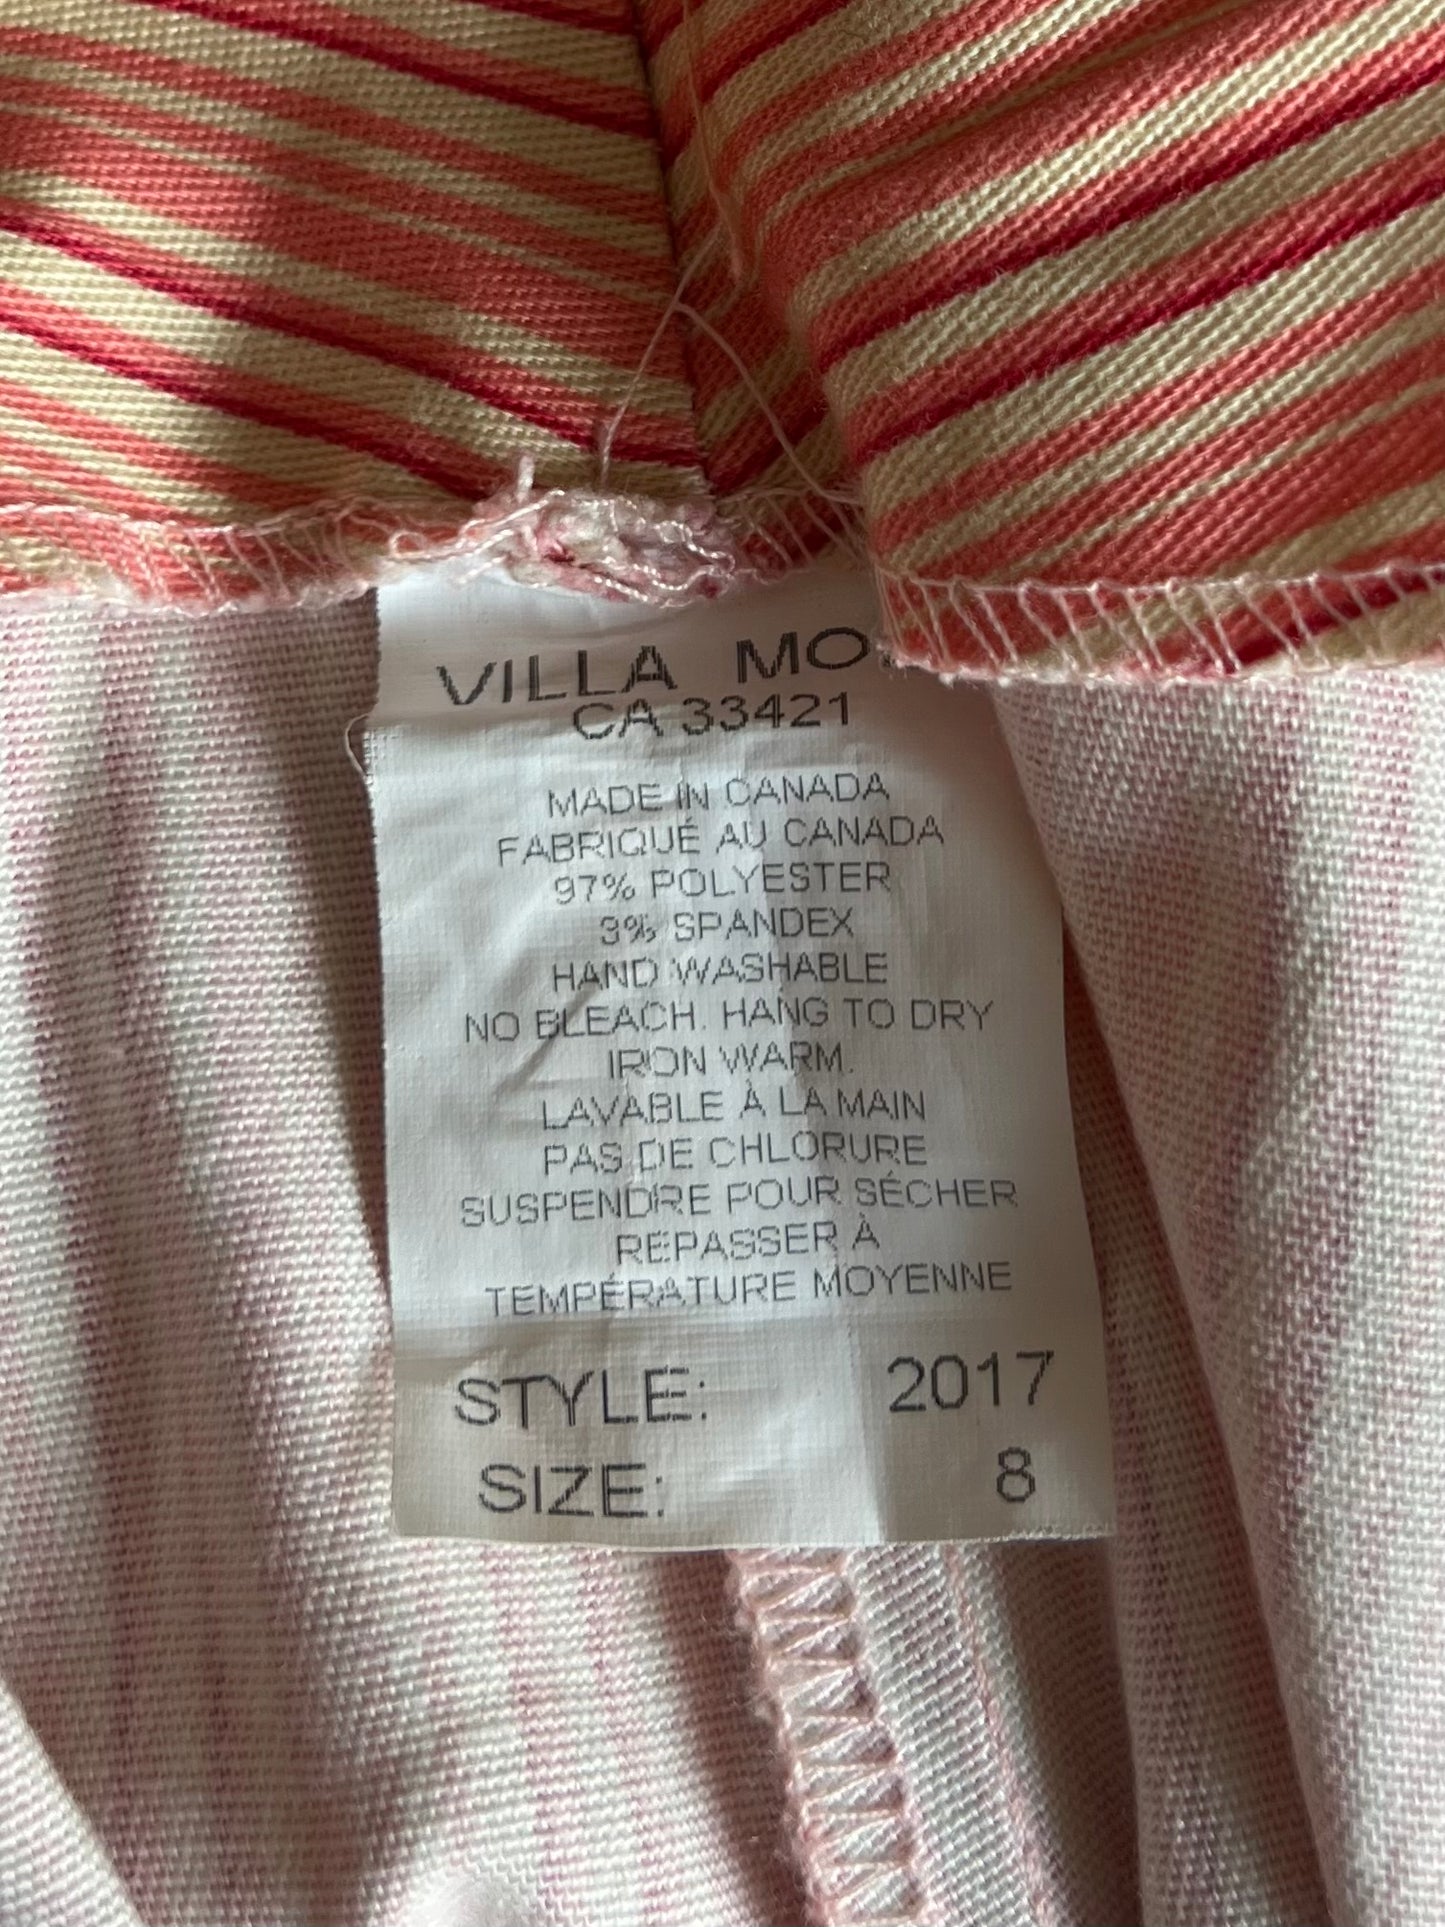 VILLA
CA 33421
MADE IN CANADA
FABRIQUÉ AU CANADA
97% POLYESTER
3% SPANDEX
HAND WASHABLE
NO BLEACH. HANG TO DRY
IRON WARM.
LAVABLE À LA MAIN
PAS DE CHLORURE
SUSPENDRE POUR SÉCHER
REPASSER À
TEMPÉRATURE MOYENNE
STYLE: 2017
SIZE: 8